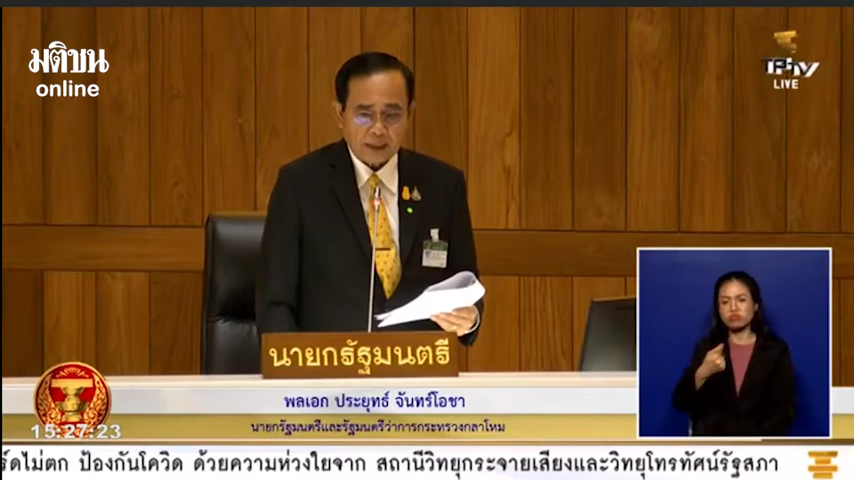 มติชน
online
TPtv
LIVE
นายกรัฐมนตรี
พลเอก ประยุทธ์ จันทร์โอชา
นายกรัฐมนตรีและรัฐมนตรีว่าการกระทรวงกลาโหม
15:27:23
ร์ดไม่ตก ป้องกันโควิด ด้วยความห่วงใยจาก สถานีวิทยุกระจายเสียงและวิทยุโทรทัศน์รัฐสภา